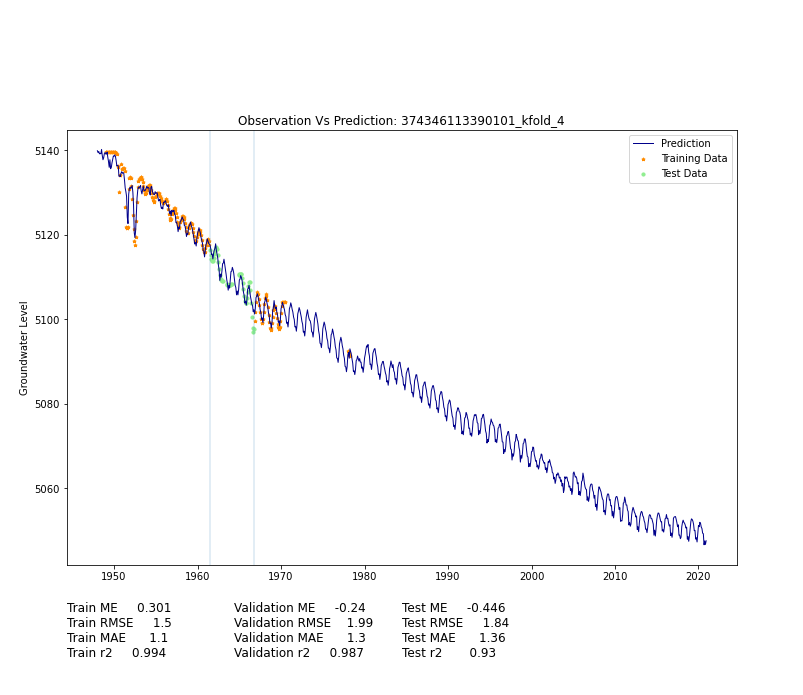 Observation Vs Prediction: 374346113390101_kfold_4
Prediction
Training Data
Test Data
Groundwater Level
5140
5120
5100
5080
5060
1950 1960 1970 1980 1990 2000 2010 2020
Train ME 0.301 Validation ME -0.24 Test ME -0.446
Train RMSE 1.5 Validation RMSE 1.99 Test RMSE 1.84
Train MAE 1.1 Validation MAE 1.3 Test MAE 1.36
Train r2 0.994 Validation r2 0.987 Test r2 0.93